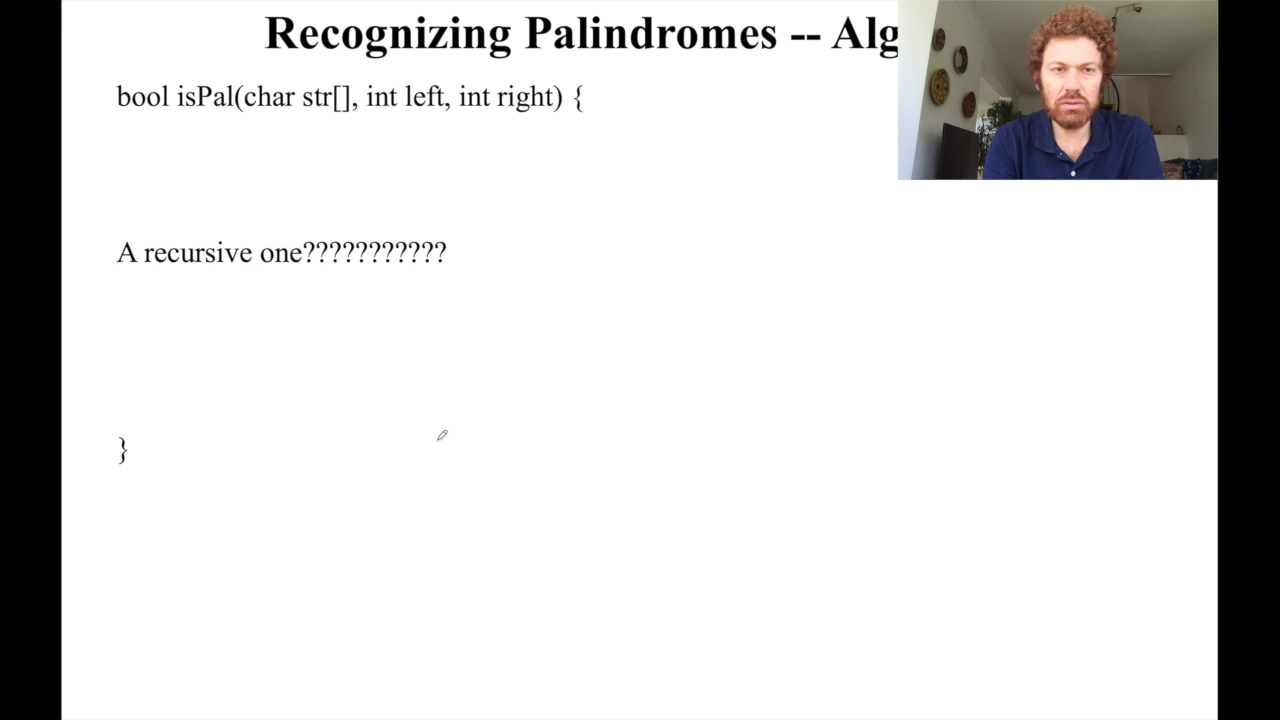 Recognizing Palindromes -- Alg
bool isPal(char str[], int left, int right) {
A recursive one???????????
}